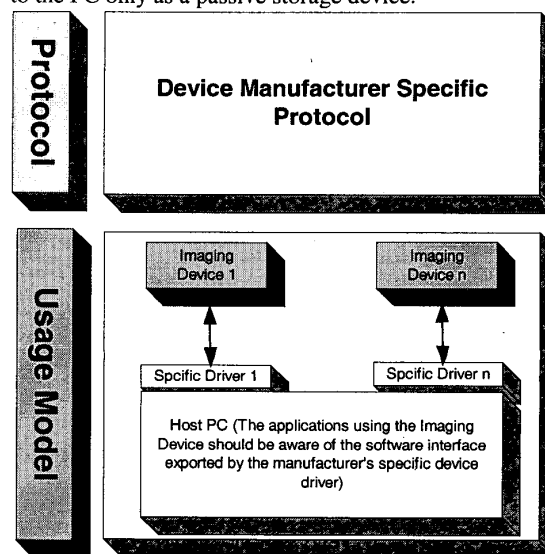 to the PC only as a passive storage device.
Protocol
Device Manufacturer Specific
Protocol
Usage Model
Imaging
Device 1
Imaging
Device n
Spcific Driver 1
Spcific Driver n
Host PC (The applications using the Imaging
Device should be aware of the software interface
exported by the manufacturer's specific device
driver)